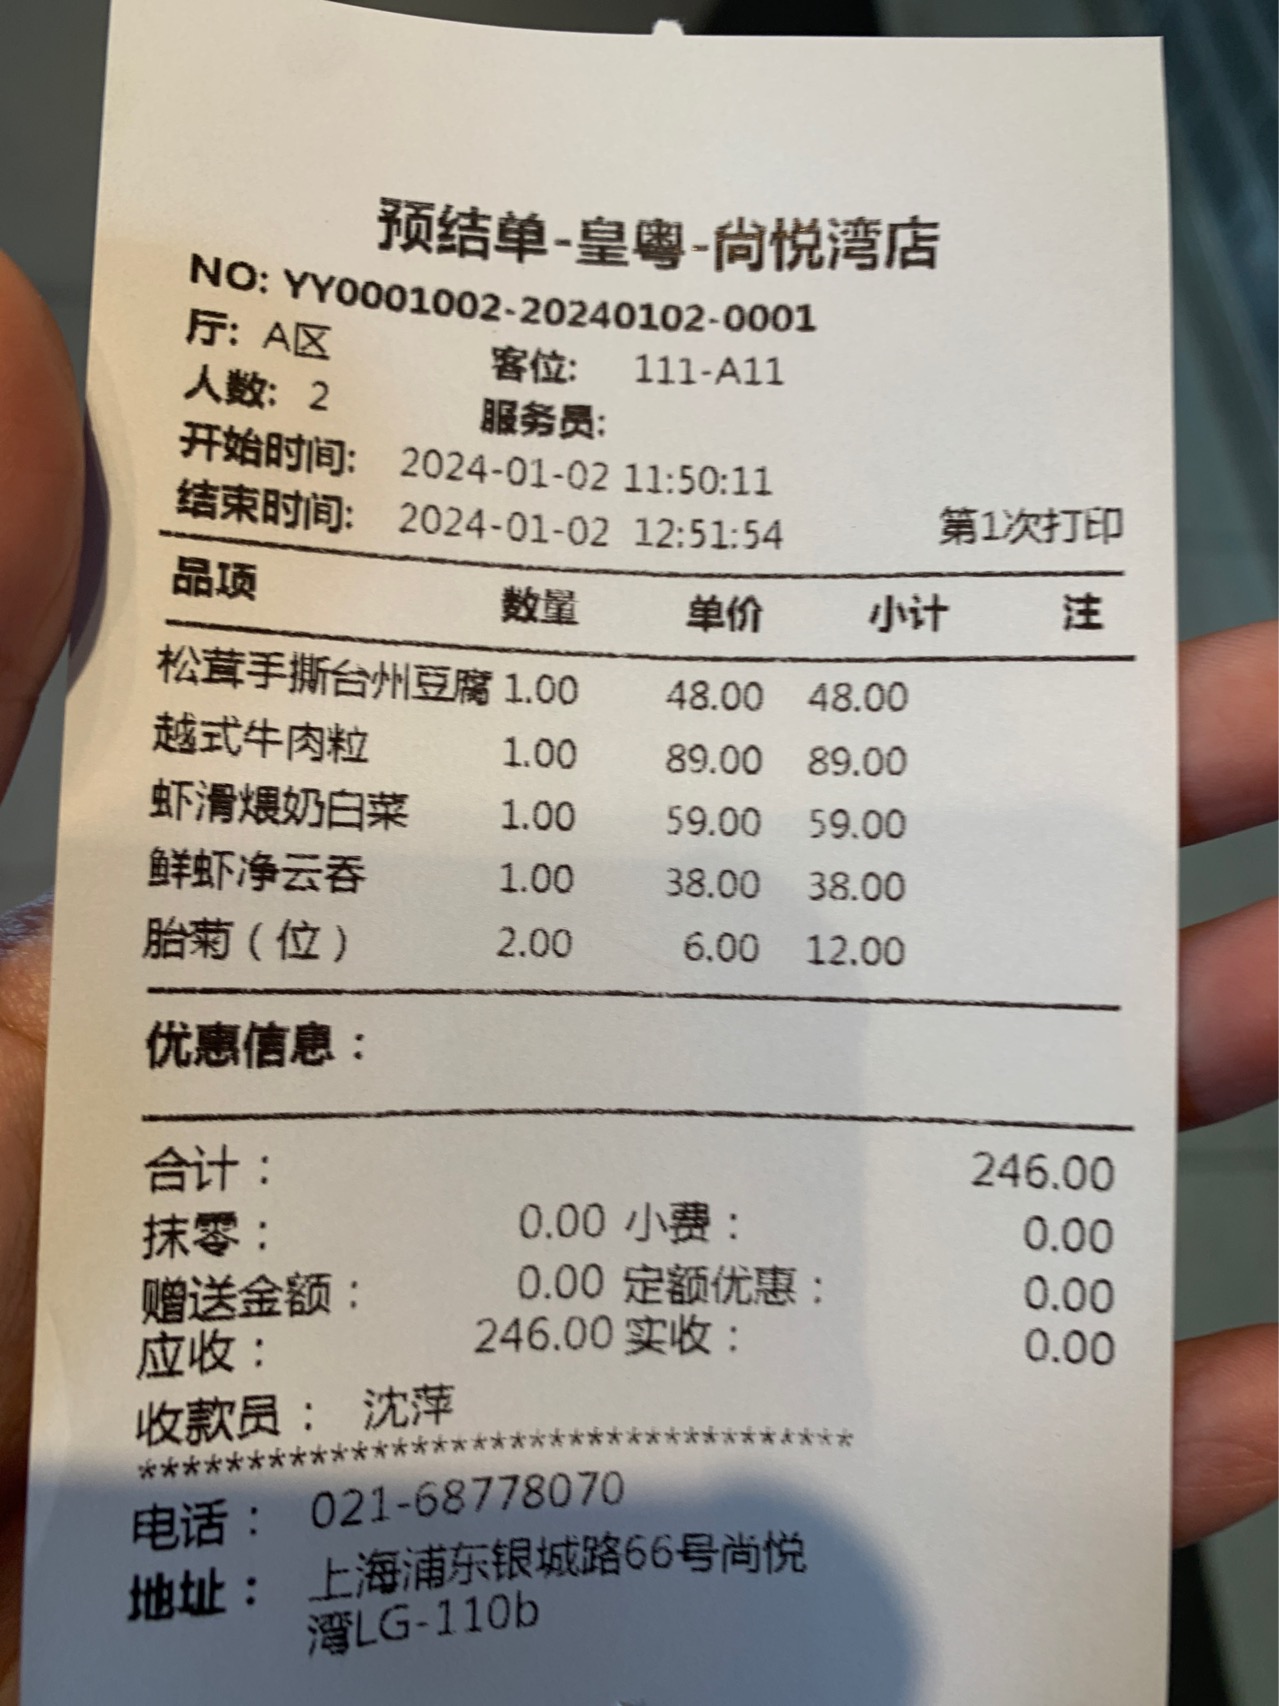 预结单-皇粤-尚悦湾店
NO: YY0001002-20240102-0001
厅: A区 客位: 111-A11
人数: 2 服务员:
开始时间: 2024-01-02 11:50:11
结束时间: 2024-01-02 12:51:54 第1次打印
品项 数量 单价 小计 注
松茸手撕台州豆腐 1.00 48.00 48.00
越式牛肉粒 1.00 89.00 89.00
虾滑煨奶白菜 1.00 59.00 59.00
鲜虾净云吞 1.00 38.00 38.00
胎菊（位） 2.00 6.00 12.00
优惠信息：
合计： 246.00
抹零： 0.00 小费： 0.00
赠送金额： 0.00 定额优惠： 0.00
应收： 246.00 实收： 0.00
收款员： 沈萍
**********************************
电话： 021-68778070
地址： 上海浦东银城路66号尚悦
湾LG-110b